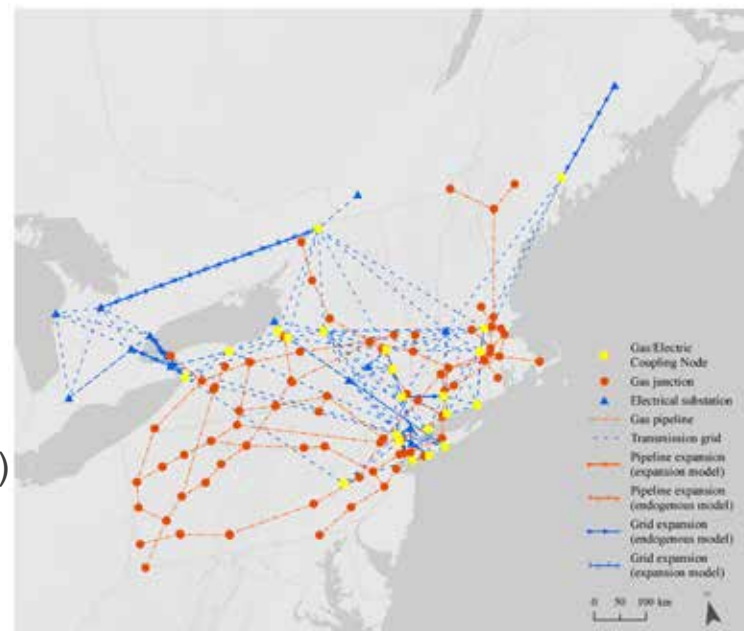 )
Gas/Electric
Coupling Node
Gas junction
Electrical substation
Gas pipeline
Transmission grid
Pipeline expansion
(expansion model)
Pipeline expansion
(endogenous model)
Grid expansion
(endogenous model)
Grid expansion
(expansion model)
0 50 100 km